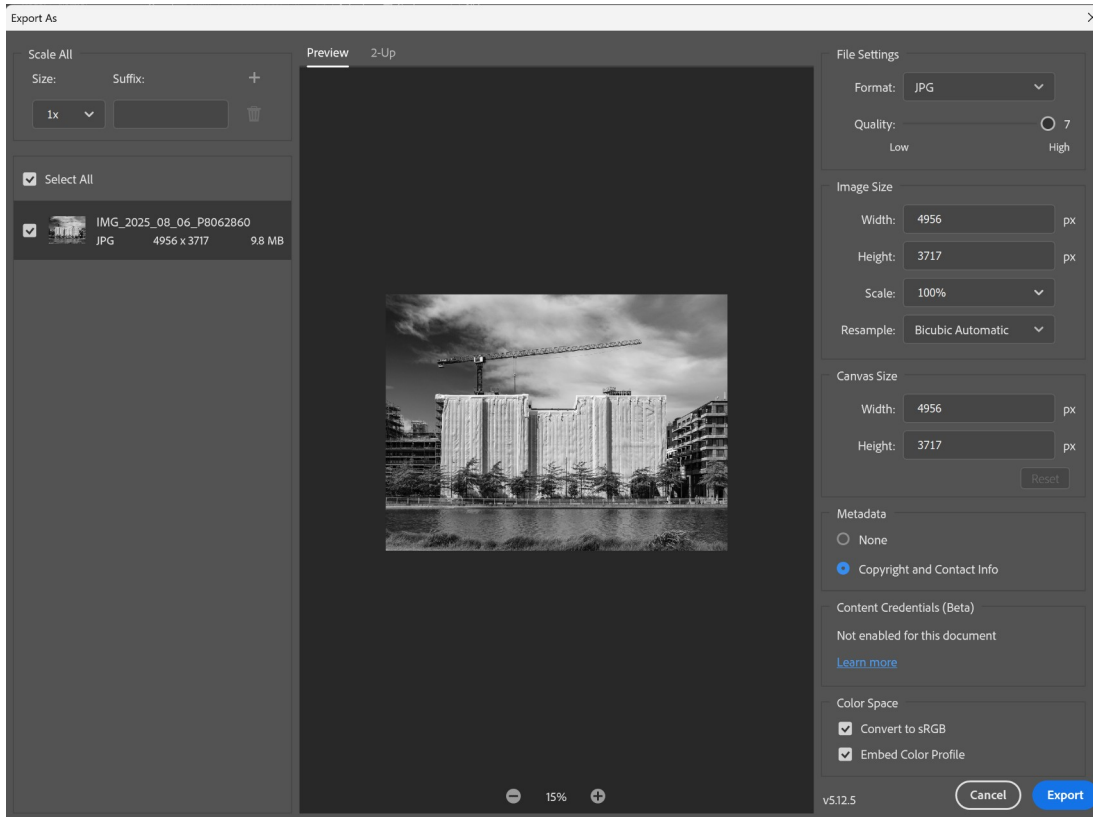 Export As
Scale All
Size: Suffix:
1x
Select All
IMG_2025_08_06_P8062860
JPG 4956 x 3717 9.8 MB
Preview 2-Up
15%
File Settings
Format: JPG
Quality: 7
Low High
Image Size
Width: 4956 px
Height: 3717 px
Scale: 100%
Resample: Bicubic Automatic
Canvas Size
Width: 4956 px
Height: 3717 px
Reset
Metadata
None
Copyright and Contact Info
Content Credentials (Beta)
Not enabled for this document
Learn more
Color Space
Convert to sRGB
Embed Color Profile
v5.12.5 Cancel Export